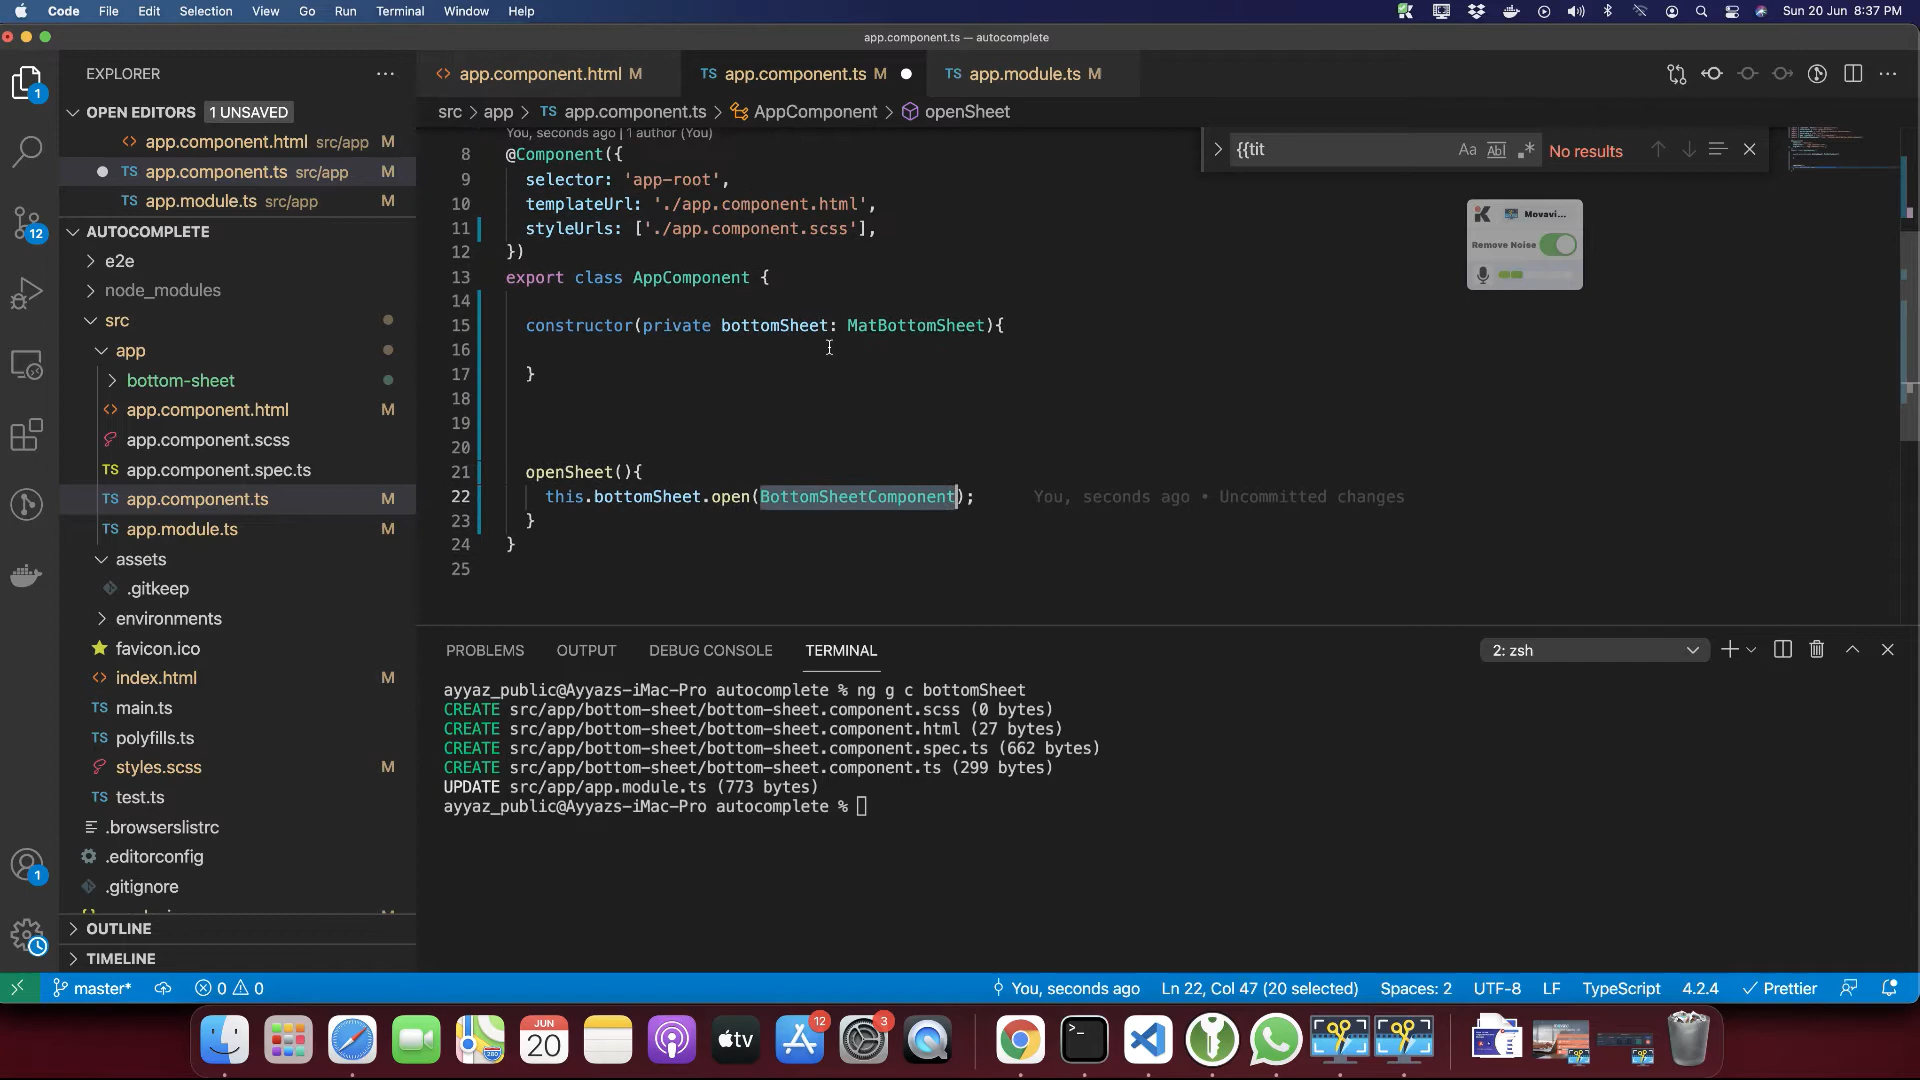 Code File Edit Selection View Go Run Terminal Window Help
Sun 20 Jun 8:37 PM
app.component.ts — autocomplete
EXPLORER
OPEN EDITORS 1 UNSAVED
app.component.html src/app M
TS app.component.ts src/app M
TS app.module.ts src/app M
AUTOCOMPLETE
e2e
node_modules
src
app
bottom-sheet
app.component.html M
app.component.scss
TS app.component.spec.ts
TS app.component.ts M
TS app.module.ts M
assets
.gitkeep
environments
favicon.ico
index.html M
TS main.ts
TS polyfills.ts
styles.scss M
TS test.ts
.browserslistrc
.editorconfig
.gitignore
OUTLINE
TIMELINE
1
12
1
app.component.html M
TS app.component.ts M
TS app.module.ts M
src > app > TS app.component.ts > AppComponent > openSheet
You, seconds ago | 1 author (You)
8 @Component({
9 selector: 'app-root',
10 templateUrl: './app.component.html',
11 styleUrls: ['./app.component.scss'],
12 })
13 export class AppComponent {
14
15 constructor(private bottomSheet: MatBottomSheet){
16
17 }
18
19
20
21 openSheet(){
22 this.bottomSheet.open(BottomSheetComponent); You, seconds ago • Uncommitted changes
23 }
24 }
25
{{tit Aa Abl .* No results
Movavi...
Remove Noise
PROBLEMS OUTPUT DEBUG CONSOLE TERMINAL
2: zsh
ayyaz_public@Ayyazs-iMac-Pro autocomplete % ng g c bottomSheet
CREATE src/app/bottom-sheet/bottom-sheet.component.scss (0 bytes)
CREATE src/app/bottom-sheet/bottom-sheet.component.html (27 bytes)
CREATE src/app/bottom-sheet/bottom-sheet.component.spec.ts (662 bytes)
CREATE src/app/bottom-sheet/bottom-sheet.component.ts (299 bytes)
UPDATE src/app/app.module.ts (773 bytes)
ayyaz_public@Ayyazs-iMac-Pro autocomplete %
master* 0 0 You, seconds ago Ln 22, Col 47 (20 selected) Spaces: 2 UTF-8 LF TypeScript 4.2.4 Prettier
JUN
20
tv
12
3